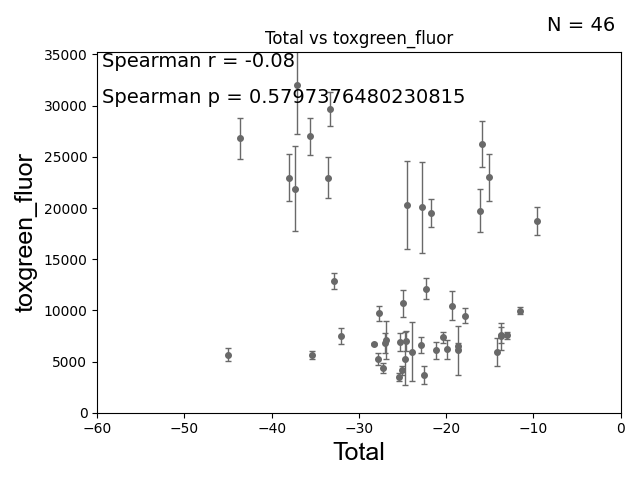 N = 46
Total vs toxgreen_fluor
Spearman r = -0.08
Spearman p = 0.5797376480230815
35000
30000
25000
20000
15000
10000
5000
0
toxgreen_fluor
−60 −50 −40 −30 −20 −10 0
Total